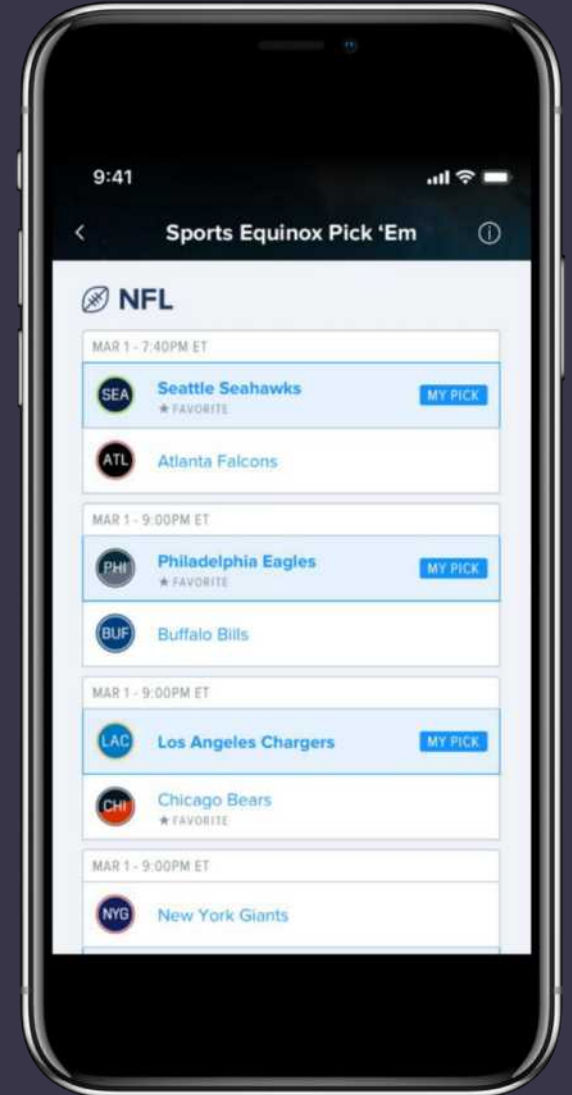 9:41
Sports Equinox Pick ‘Em
NFL
MAR 1 - 7:40PM ET
SEA
Seattle Seahawks
★ FAVORITE
MY PICK
ATL
Atlanta Falcons
MAR 1 - 9:00PM ET
PHI
Philadelphia Eagles
★ FAVORITE
MY PICK
BUF
Buffalo Bills
MAR 1 - 9:00PM ET
LAC
Los Angeles Chargers
MY PICK
CHI
Chicago Bears
★ FAVORITE
MAR 1 - 9:00PM ET
NYG
New York Giants